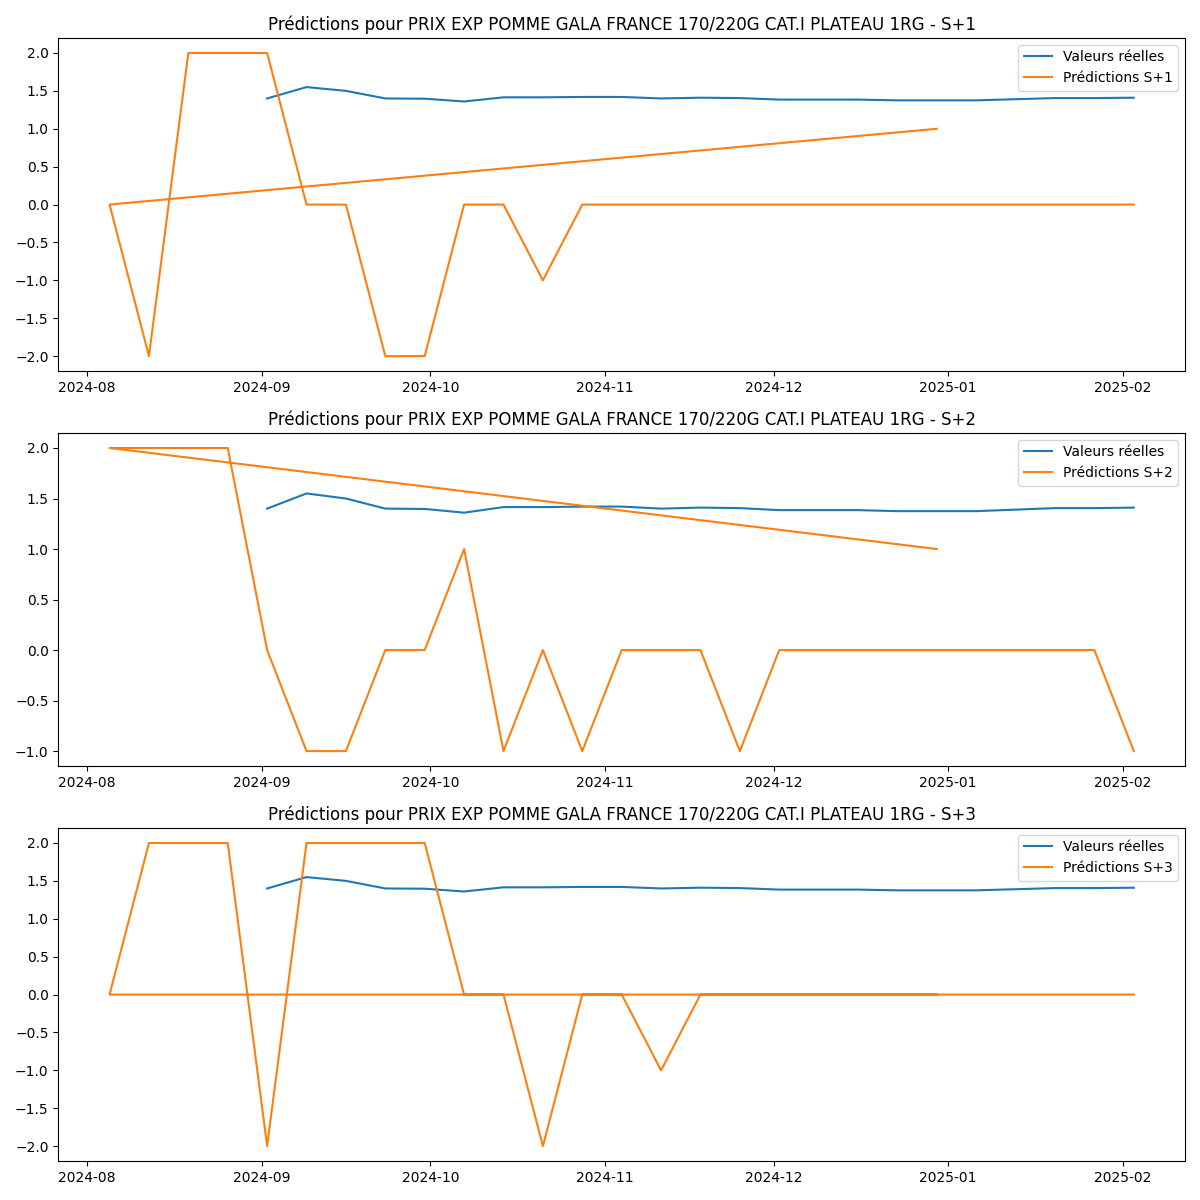 Prédictions pour PRIX EXP POMME GALA FRANCE 170/220G CAT.I PLATEAU 1RG - S+1
Valeurs réelles
Prédictions S+1
2.0
1.5
1.0
0.5
0.0
−0.5
−1.0
−1.5
−2.0
2024-08 2024-09 2024-10 2024-11 2024-12 2025-01 2025-02
Prédictions pour PRIX EXP POMME GALA FRANCE 170/220G CAT.I PLATEAU 1RG - S+2
Valeurs réelles
Prédictions S+2
2.0
1.5
1.0
0.5
0.0
−0.5
−1.0
2024-08 2024-09 2024-10 2024-11 2024-12 2025-01 2025-02
Prédictions pour PRIX EXP POMME GALA FRANCE 170/220G CAT.I PLATEAU 1RG - S+3
Valeurs réelles
Prédictions S+3
2.0
1.5
1.0
0.5
0.0
−0.5
−1.0
−1.5
−2.0
2024-08 2024-09 2024-10 2024-11 2024-12 2025-01 2025-02